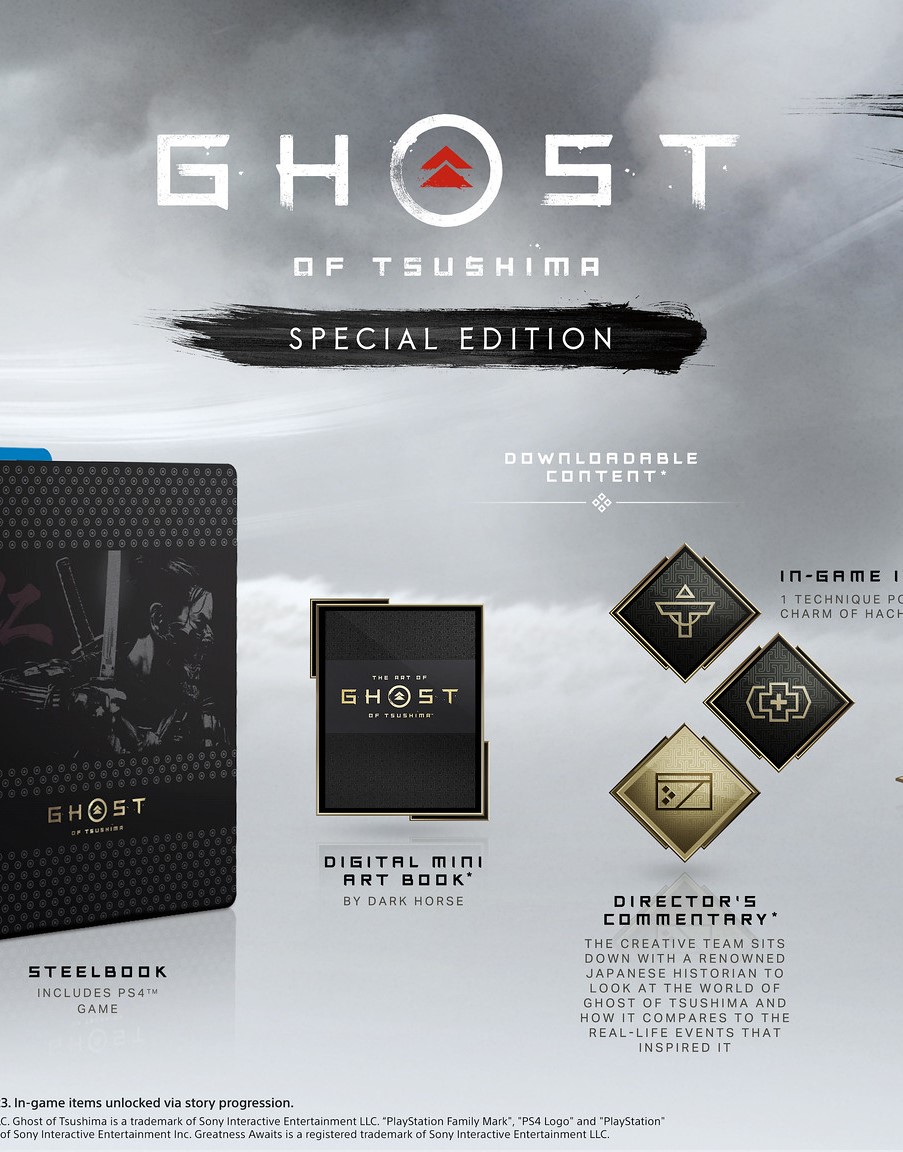 GHOST
OF TSUSHIMA
SPECIAL EDITION
DOWNLOADABLE
CONTENT*
IN-GAME
1 TECHNIQUE
CHARM OF
THE ART OF
GHOST
OF TSUSHIMA™
GHOST
OF TSUSHIMA
DIGITAL MINI
ART BOOK*
BY DARK HORSE
DIRECTOR'S
COMMENTARY*
THE CREATIVE TEAM SITS
DOWN WITH A RENOWNED
JAPANESE HISTORIAN TO
LOOK AT THE WORLD OF
GHOST OF TSUSHIMA AND
HOW IT COMPARES TO THE
REAL-LIFE EVENTS THAT
INSPIRED IT
STEELBOOK
INCLUDES PS4™
GAME
3. In-game items unlocked via story progression.
C. Ghost of Tsushima is a trademark of Sony Interactive Entertainment LLC. “PlayStation Family Mark”, "PS4 Logo" and "PlayStation"
of Sony Interactive Entertainment Inc. Greatness Awaits is a registered trademark of Sony Interactive Entertainment LLC.